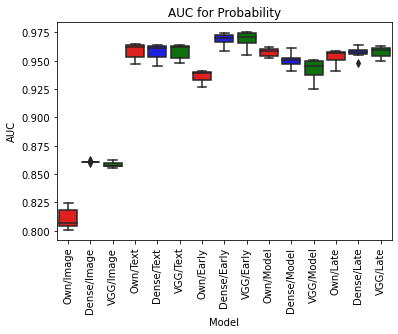 AUC for Probability
0.975
0.950
0.925
0.900
0.875
0.850
0.825
0.800
AUC
Own/Image
Dense/Image
VGG/Image
Own/Text
Dense/Text
VGG/Text
Own/Early
Dense/Early
VGG/Early
Own/Model
Dense/Model
VGG/Model
Own/Late
Dense/Late
VGG/Late
Model